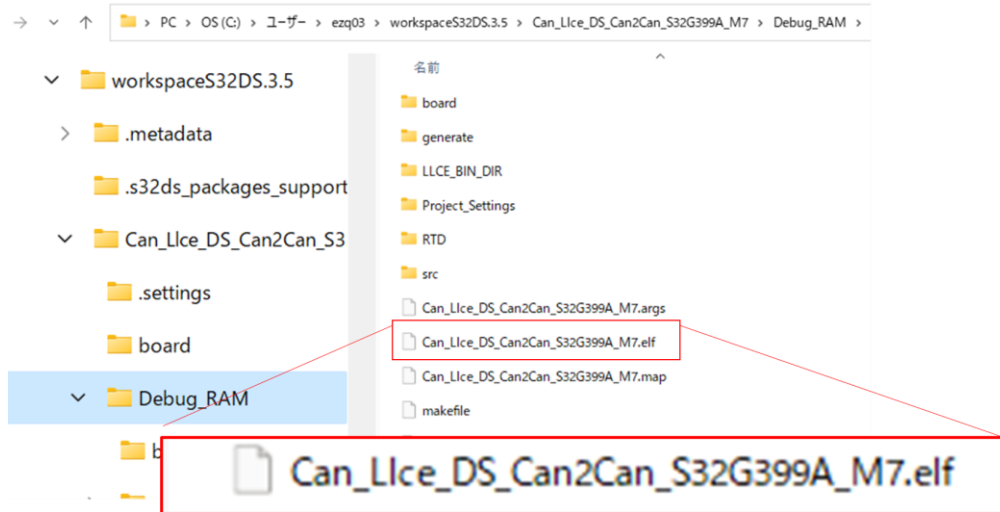 PC > OS (C:) > ユーザー > ezq03 > workspaceS32DS.3.5 > Can_Llce_DS_Can2Can_S32G399A_M7 > Debug_RAM >
workspaceS32DS.3.5
.metadata
.s32ds_packages_support
Can_Llce_DS_Can2Can_S3
.settings
board
Debug_RAM
b
名前
board
generate
LLCE_BIN_DIR
Project_Settings
RTD
src
Can_Llce_DS_Can2Can_S32G399A_M7.args
Can_Llce_DS_Can2Can_S32G399A_M7.elf
Can_Llce_DS_Can2Can_S32G399A_M7.map
makefile
Can_Llce_DS_Can2Can_S32G399A_M7.elf